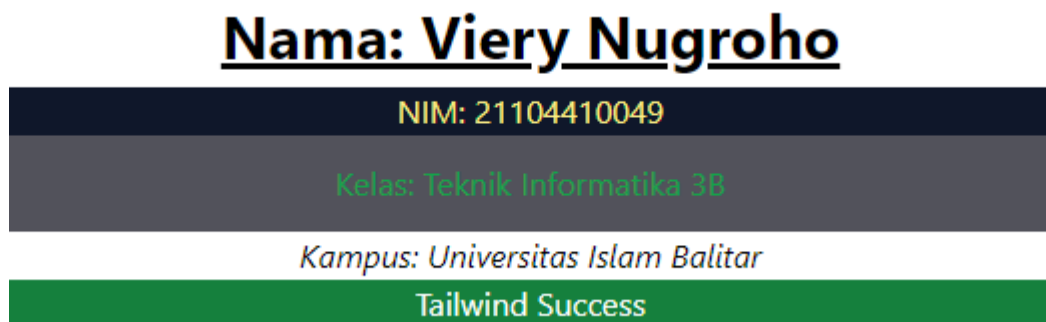 Nama: Viery Nugroho
NIM: 21104410049
Kelas: Teknik Informatika 3B
Kampus: Universitas Islam Balitar
Tailwind Success